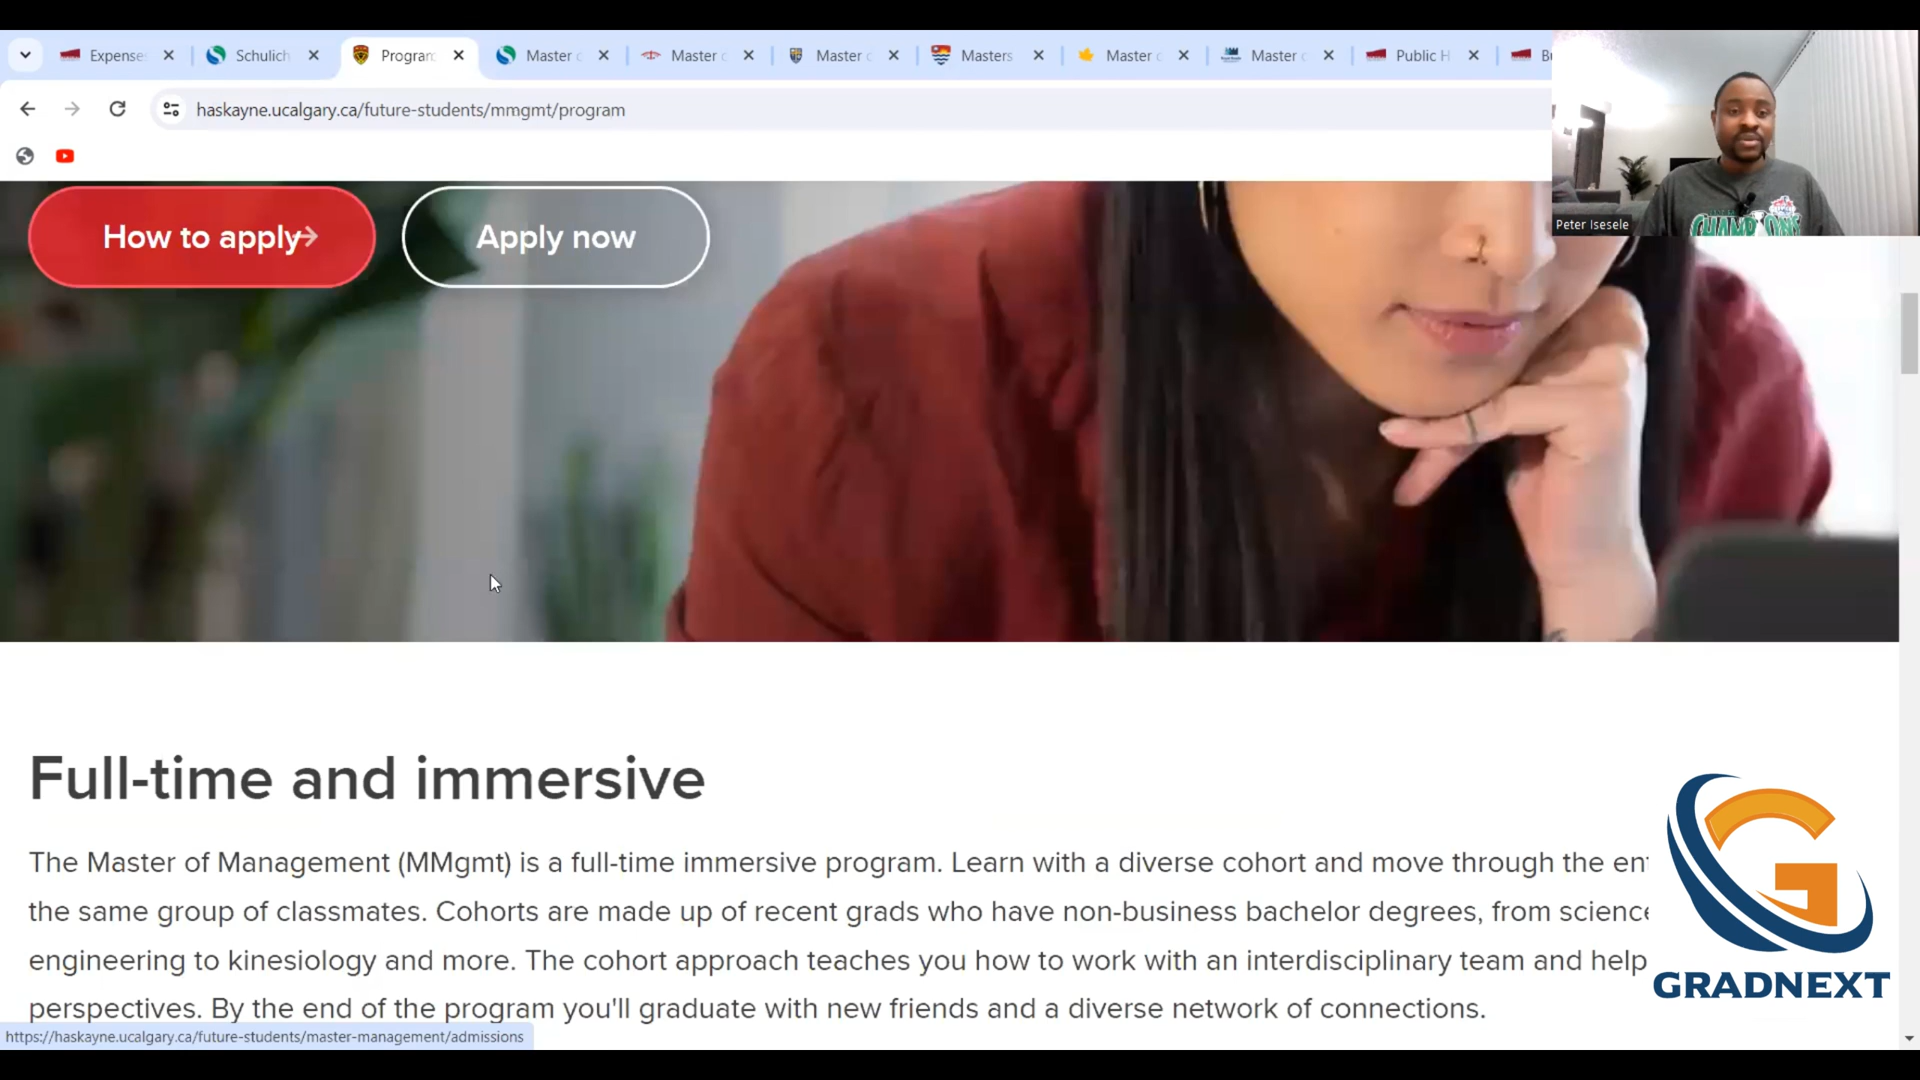 Expense
Schulich
Program
Master
Master
Master
Masters
Master
Master
Public H
haskayne.ucalgary.ca/future-students/mmgmt/program
Peter Isesele
CHAMPIONS
How to apply
Apply now
Full-time and immersive
The Master of Management (MMgmt) is a full-time immersive program. Learn with a diverse cohort and move through the
the same group of classmates. Cohorts are made up of recent grads who have non-business bachelor degrees, from science
engineering to kinesiology and more. The cohort approach teaches you how to work with an interdisciplinary team and help
perspectives. By the end of the program you'll graduate with new friends and a diverse network of connections.
GRADNEXT
https://haskayne.ucalgary.ca/future-students/master-management/admissions